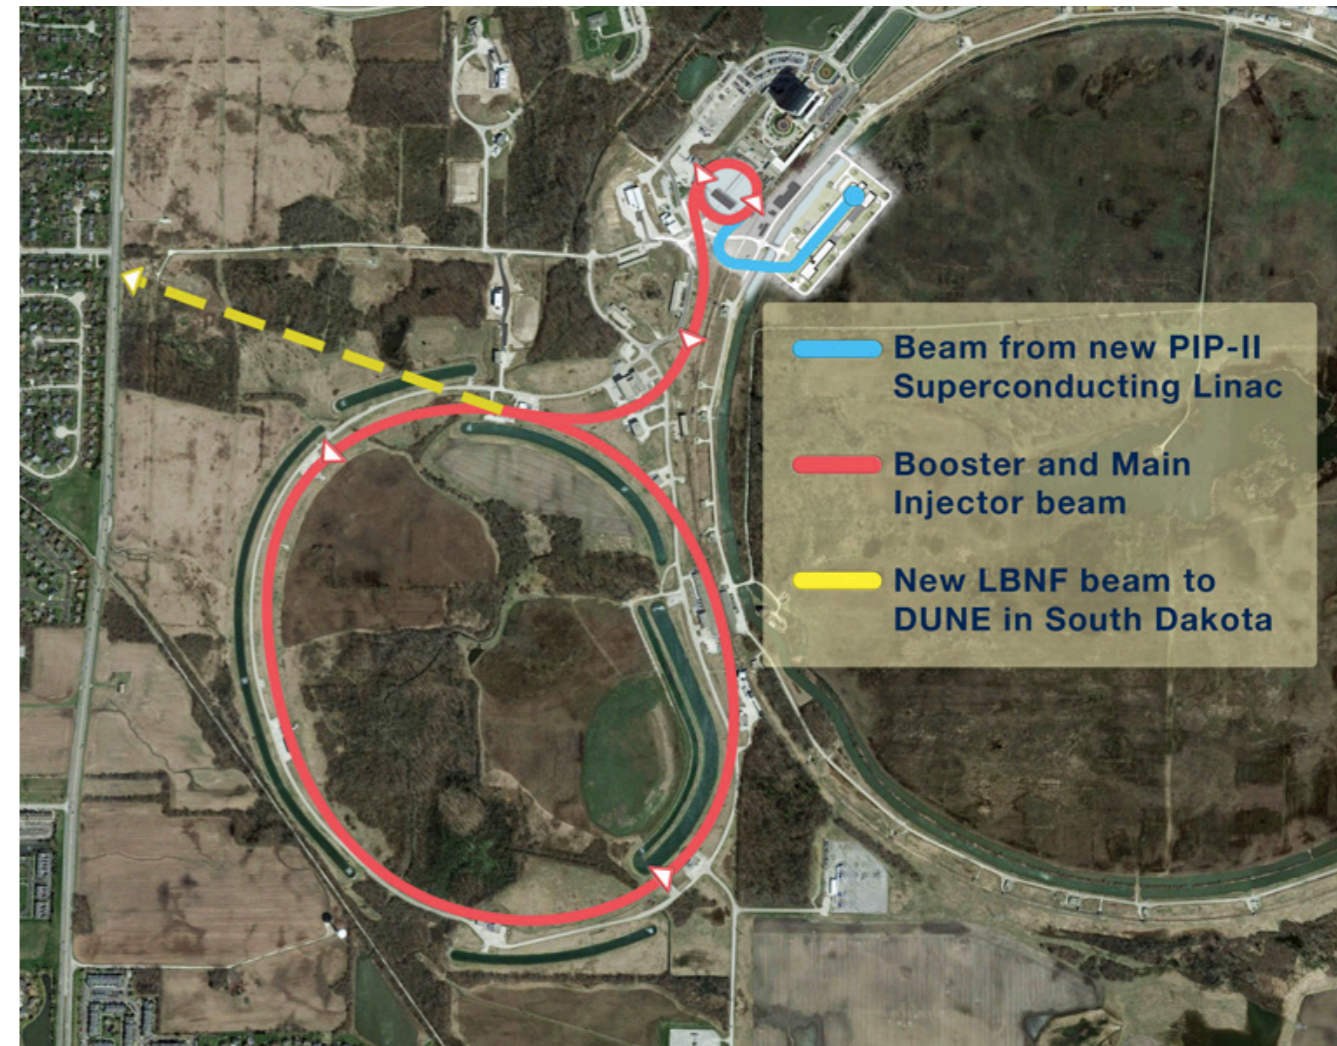 Beam from new PIP-II
Superconducting Linac
Booster and Main
Injector beam
New LBNF beam to
DUNE in South Dakota